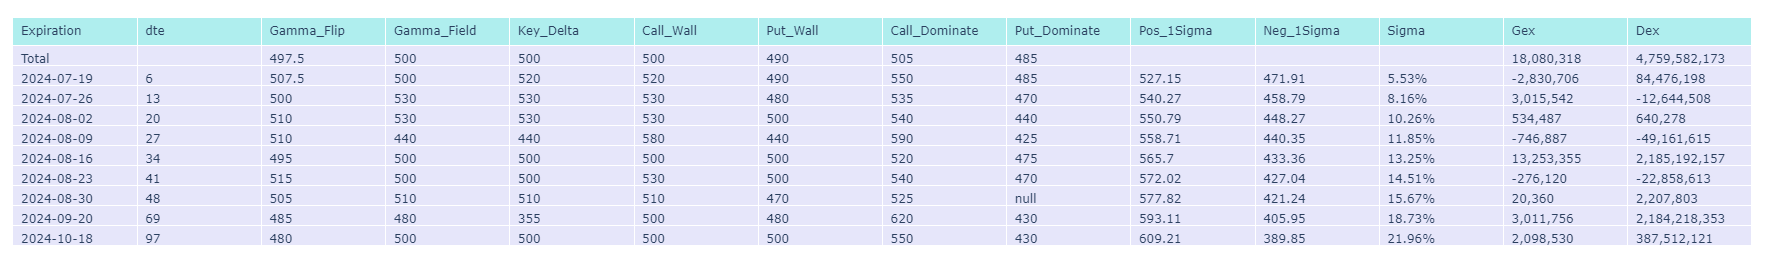 Expiration dte Gamma_Flip Gamma_Field Key_Delta Call_Wall Put_Wall Call_Dominate Put_Dominate Pos_1Sigma Neg_1Sigma Sigma Gex Dex
Total 497.5 500 500 500 490 505 485 18,080,318 4,759,582,173
2024-07-19 6 507.5 500 520 520 490 550 485 527.15 471.91 5.53% -2,830,706 84,476,198
2024-07-26 13 500 530 530 530 480 535 470 540.27 458.79 8.16% 3,015,542 -12,644,508
2024-08-02 20 510 530 530 530 500 540 440 550.79 448.27 10.26% 534,487 640,278
2024-08-09 27 510 440 440 580 440 590 425 558.71 440.35 11.85% -746,887 -49,161,615
2024-08-16 34 495 500 500 500 500 520 475 565.7 433.36 13.25% 13,253,355 2,185,192,157
2024-08-23 41 515 500 500 530 500 540 470 572.02 427.04 14.51% -276,120 -22,858,613
2024-08-30 48 505 510 510 510 470 525 null 577.82 421.24 15.67% 20,360 2,207,803
2024-09-20 69 485 480 355 500 480 620 430 593.11 405.95 18.73% 3,011,756 2,184,218,353
2024-10-18 97 480 500 500 500 500 550 430 609.21 389.85 21.96% 2,098,530 387,512,121